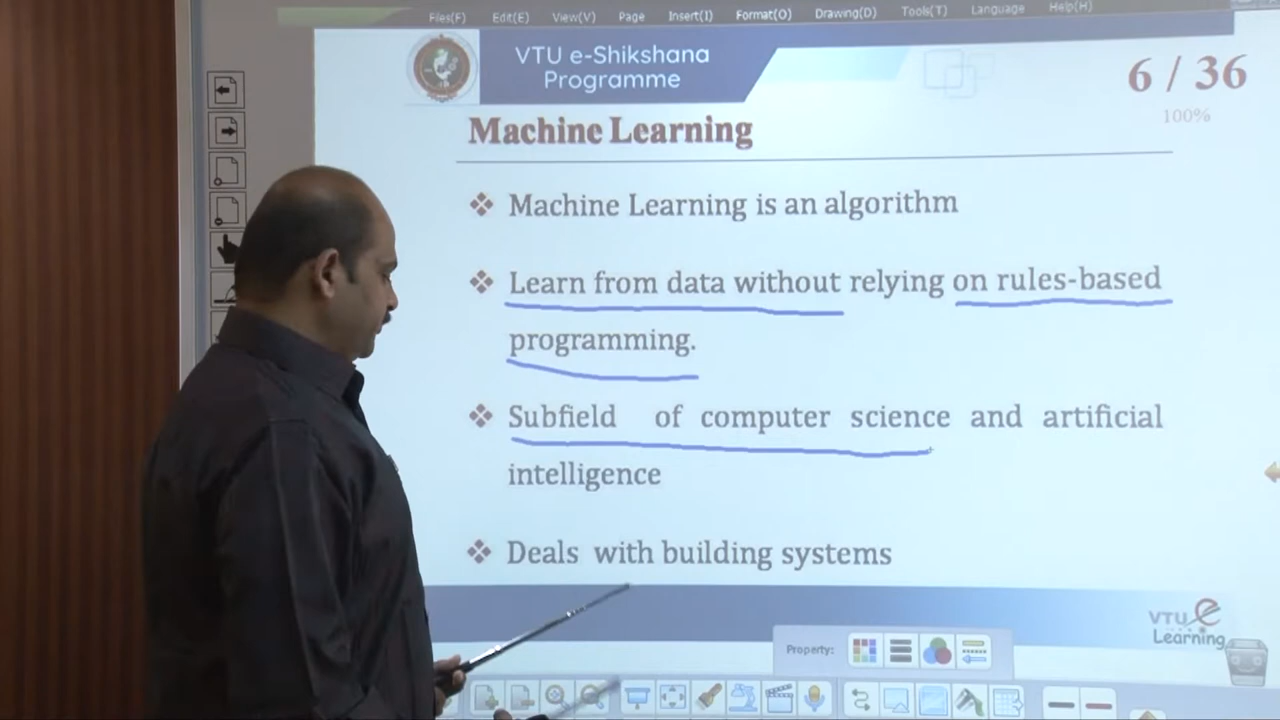 Files(F) Edit(E) View(V) Page Insert(I) Format(O) Drawing(D) Tools(T) Language Help(H)
VTU e-Shikshana
Programme
6 / 36
100%
Machine Learning
❖ Machine Learning is an algorithm
❖ Learn from data without relying on rules-based
programming.
❖ Subfield of computer science and artificial
intelligence
❖ Deals with building systems
VTU e
Learning
Property: